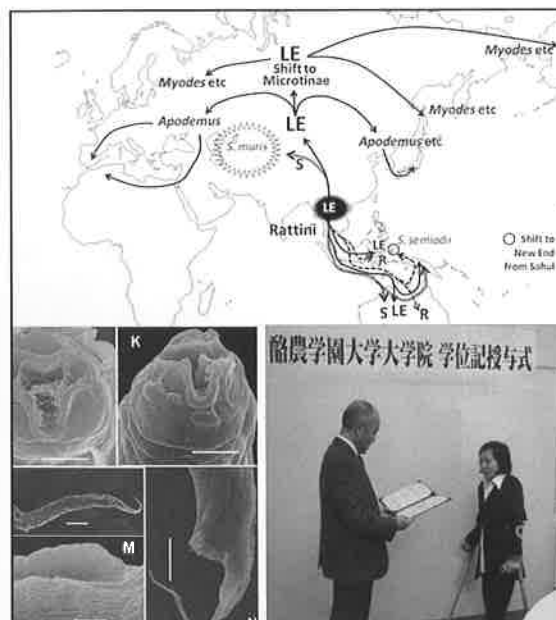 LE
Shift to
Microtinae
Myodes etc
Myodes etc
Myodes etc
Apodemus
LE
Apodemus etc
S. muris
S
LE
Rattini
LE
R
S
LE
R
Shift to
New End
from Sahul
K
M
酪農学園大学大学院 学位記授与式